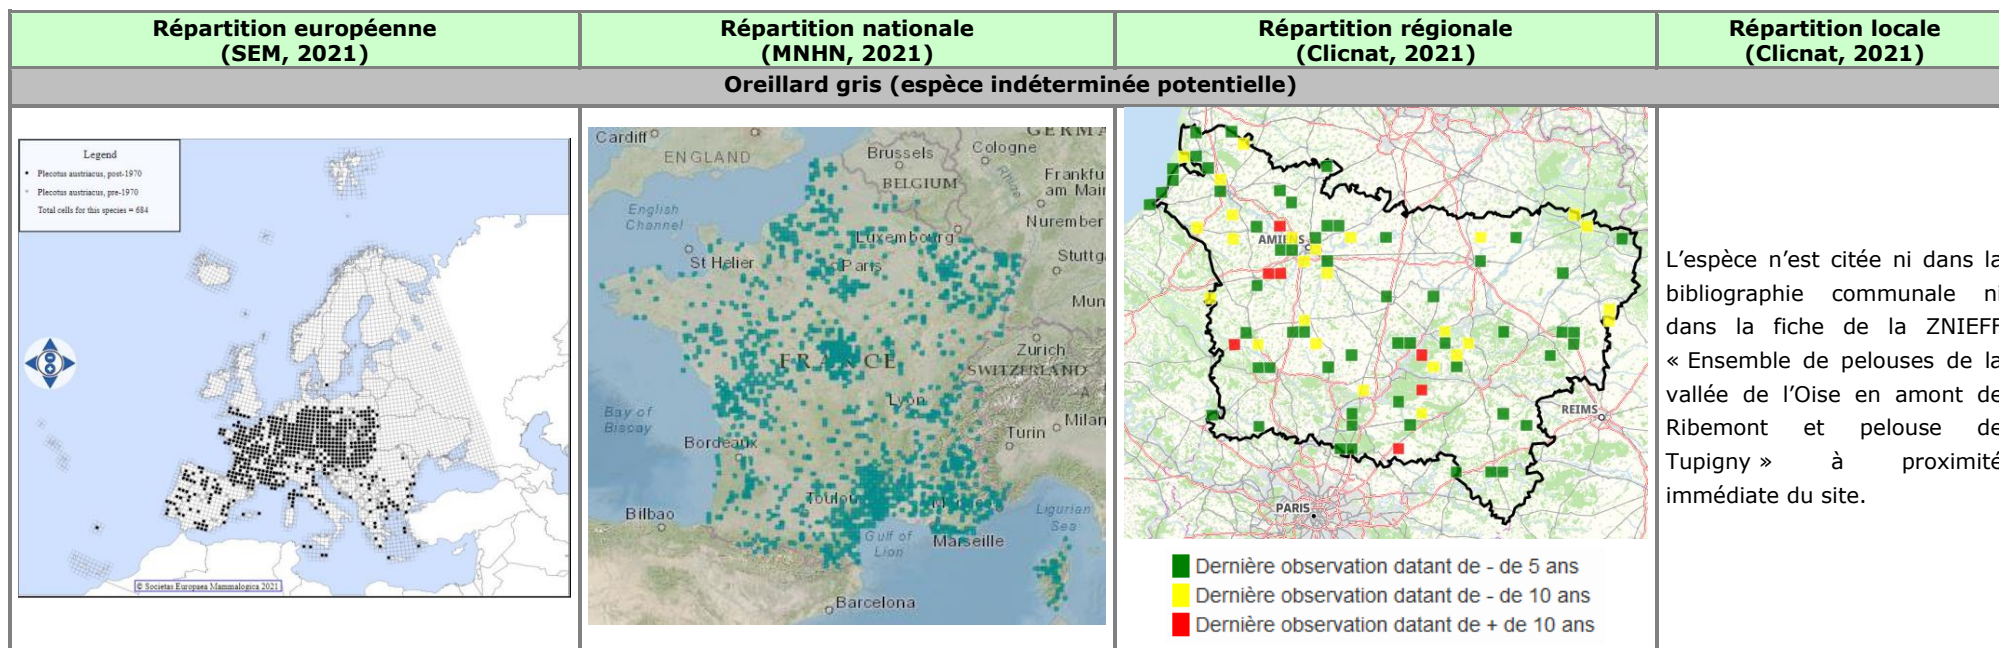 Répartition européenne
(SEM, 2021)
Répartition nationale
(MNHN, 2021)
Répartition régionale
(Clicnat, 2021)
Répartition locale
(Clicnat, 2021)
Oreillard gris (espèce indéterminée potentielle)
Legend
Plecotus austriacus, post-1970
Plecotus austriacus, pre-1970
Total cells for this species = 684
© Societas Europaea Mammalogica 2021
Cardiff
ENGLAND
GERMA
Brussels
Cologne
BELGIUM
Rhine
Frankfu
am Mair
English
Channel
Nurember
Luxembourg
St Helier
Paris
Stuttg
Mun
Zurich
FRANCE
SWITZERLAND
Lyon
Bay of
Biscay
Milan
Turin
Bordeaux
Toulou
Bilbao
Gulf of
Lion
Marseille
Ligurian
Sea
Barcelona
AMIENS
REIMS
PARIS
Dernière observation datant de - de 5 ans
Dernière observation datant de - de 10 ans
Dernière observation datant de + de 10 ans
L’espèce n’est citée ni dans la
bibliographie communale ni
dans la fiche de la ZNIEFF
« Ensemble de pelouses de la
vallée de l’Oise en amont de
Ribemont et pelouse de
Tupigny » à proximité
immédiate du site.